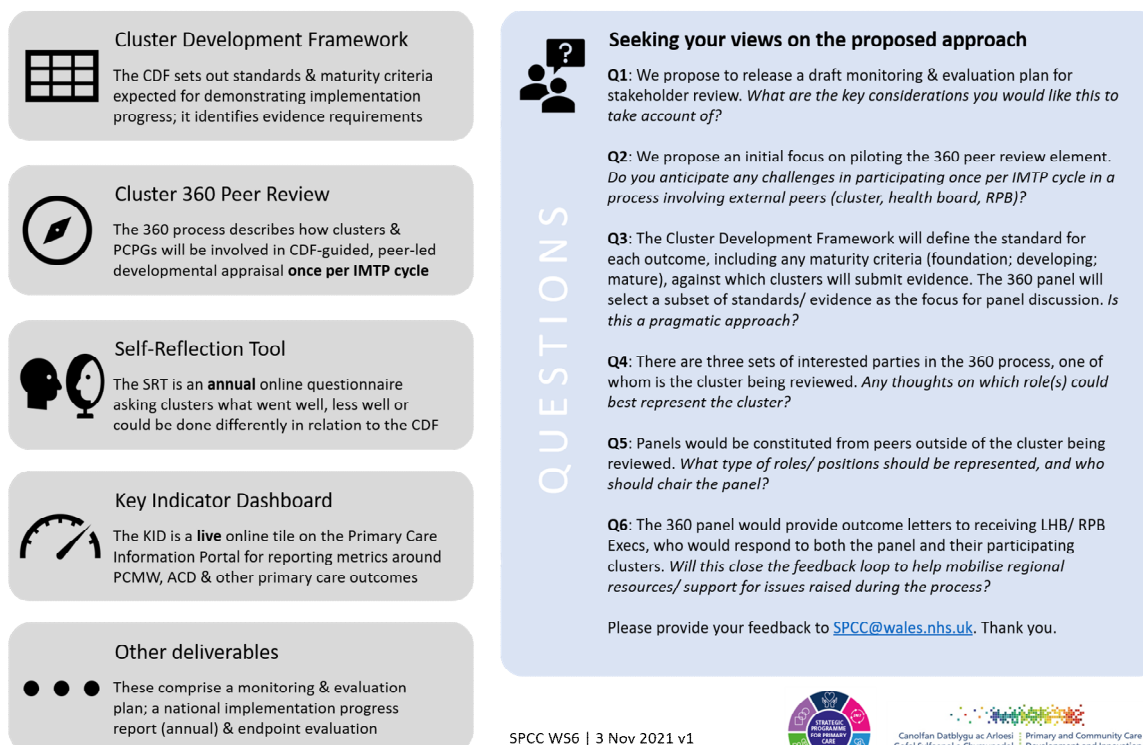 Cluster Development Framework
The CDF sets out standards & maturity criteria
expected for demonstrating implementation
progress; it identifies evidence requirements
Cluster 360 Peer Review
The 360 process describes how clusters &
PCPGs will be involved in CDF-guided, peer-led
developmental appraisal once per IMTP cycle
Self-Reflection Tool
The SRT is an annual online questionnaire
asking clusters what went well, less well or
could be done differently in relation to the CDF
Key Indicator Dashboard
The KID is a live online tile on the Primary Care
Information Portal for reporting metrics around
PCMW, ACD & other primary care outcomes
Other deliverables
These comprise a monitoring & evaluation
plan; a national implementation progress
report (annual) & endpoint evaluation
?
QUESTIONS
Seeking your views on the proposed approach
Q1: We propose to release a draft monitoring & evaluation plan for
stakeholder review. What are the key considerations you would like this to
take account of?
Q2: We propose an initial focus on piloting the 360 peer review element.
Do you anticipate any challenges in participating once per IMTP cycle in a
process involving external peers (cluster, health board, RPB)?
Q3: The Cluster Development Framework will define the standard for
each outcome, including any maturity criteria (foundation; developing;
mature), against which clusters will submit evidence. The 360 panel will
select a subset of standards/ evidence as the focus for panel discussion. Is
this a pragmatic approach?
Q4: There are three sets of interested parties in the 360 process, one of
whom is the cluster being reviewed. Any thoughts on which role(s) could
best represent the cluster?
Q5: Panels would be constituted from peers outside of the cluster being
reviewed. What type of roles/ positions should be represented, and who
should chair the panel?
Q6: The 360 panel would provide outcome letters to receiving LHB/ RPB
Execs, who would respond to both the panel and their participating
clusters. Will this close the feedback loop to help mobilise regional
resources/ support for issues raised during the process?
Please provide your feedback to SPCC@wales.nhs.uk. Thank you.
SPCC WS6 | 3 Nov 2021 v1
STRATEGIC
PROGRAMME
FOR PRIMARY
CARE
Canolfan Datblygu ac Arloesi
Primary and Community Care